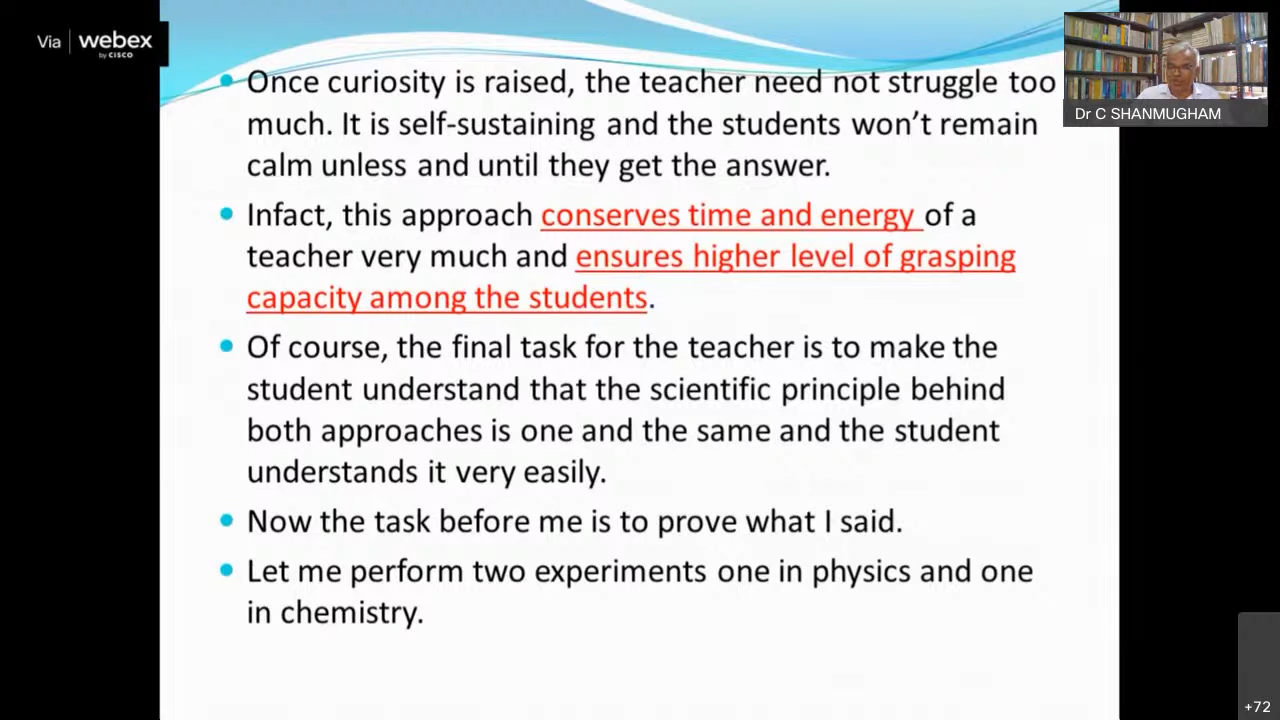 Via webex
by CISCO
Once curiosity is raised, the teacher need not struggle too
much. It is self-sustaining and the students won’t remain
calm unless and until they get the answer.
Infact, this approach conserves time and energy of a
teacher very much and ensures higher level of grasping
capacity among the students.
Of course, the final task for the teacher is to make the
student understand that the scientific principle behind
both approaches is one and the same and the student
understands it very easily.
Now the task before me is to prove what I said.
Let me perform two experiments one in physics and one
in chemistry.
Dr C SHANMUGHAM
+72